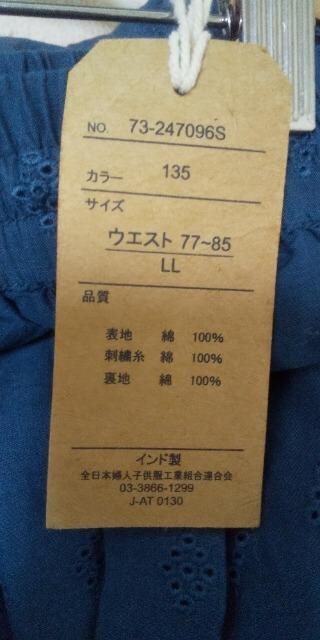 NO. 73-247096S
カラー 135
サイズ
ウエスト 77~85
LL
品質
表地 綿 100%
刺繍糸 綿 100%
裏地 綿 100%
インド製
全日本婦人子供服工業組合連合会
03-3866-1299
J-AT 0130